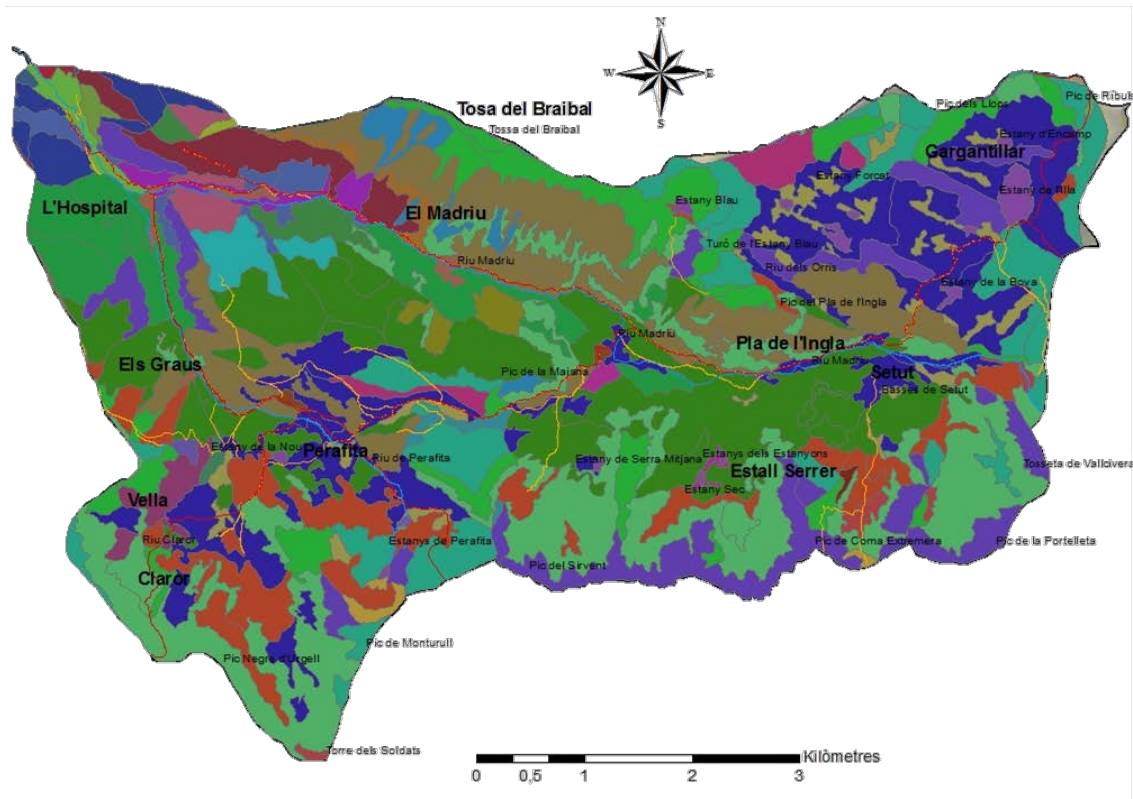 N
W
E
S
Tosa del Braibal
Tossa del Braibal
Pic dels Llops
Pic de Ribuls
Estany d'Encamp
Gargantillar
Estany Forcat
Estany de l'Illa
Estany Blau
L'Hospital
El Madriu
Turó de l'Estany Blau
Riu Madriu
Riu dels Orris
Estany de la Bova
Pic del Pla de l'Ingla
Riu Madriu
Pla de l'Ingla
Riu Madriu
Els Graus
Pic de la Majana
Setut
Basses de Setut
Estany de la Nou
Perafita
Riu de Perafita
Estany de Serra Mitjana
Estanys dels Estanyons
Estall Serrer
Tosseta de Vallcivera
Estany Sec
Vella
Riu Claror
Estanys de Perafita
Pic de Coma Extremera
Pic de la Portelleta
Pic del Sirvent
Claror
Pic de Monturull
Pic Negre d'Urgell
Torre dels Soldats
Kilòmetres
0 0,5 1 2 3